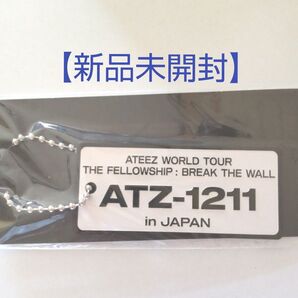 【新品未開封】
ATEEZ WORLD TOUR
THE FELLOWSHIP : BREAK THE WALL
ATZ-1211
in JAPAN